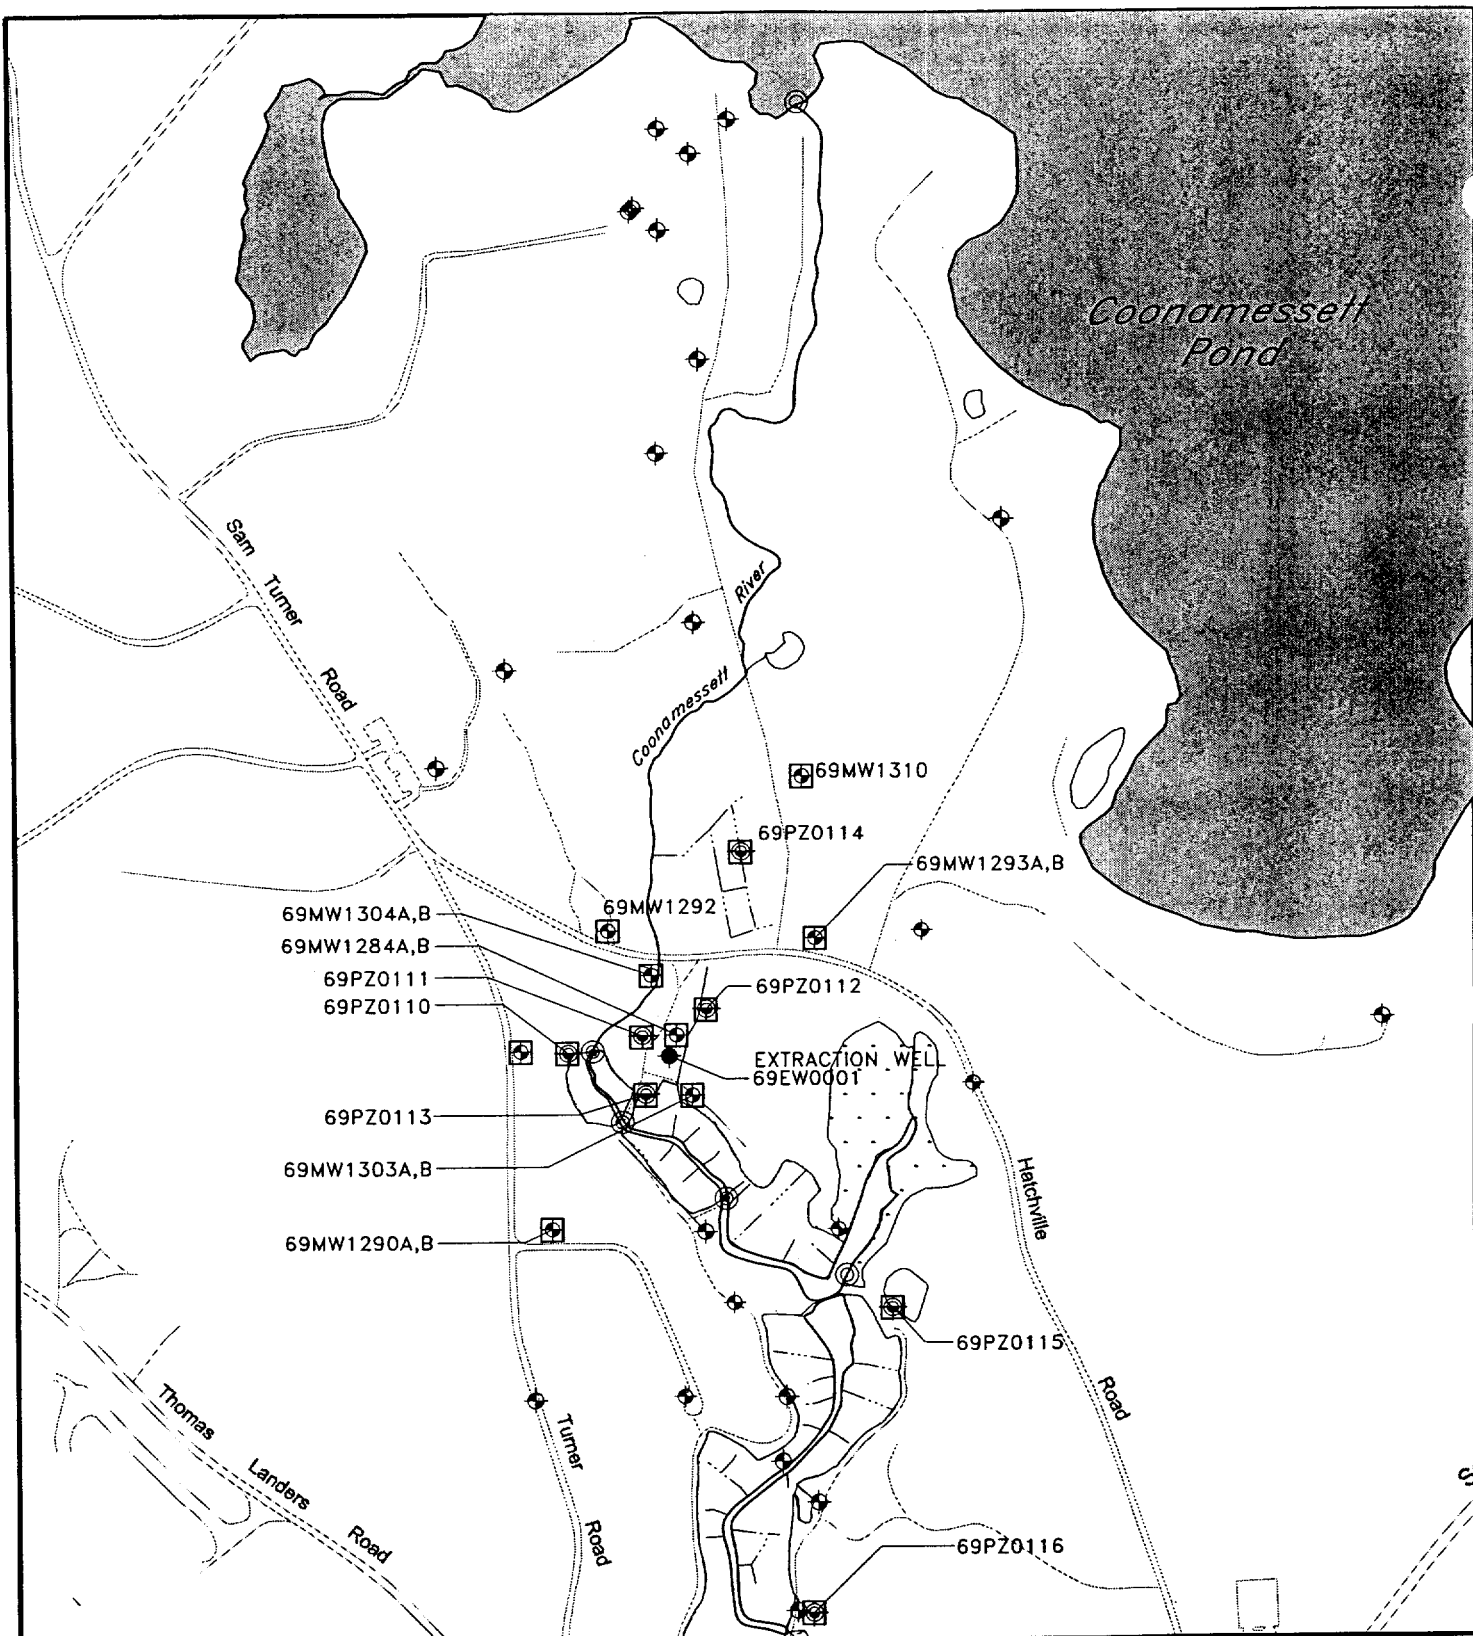 Coonamessett
Pond
Sam Turner Road
River
Coonamessett
69MW1310
69PZ0114
69MW1293A,B
69MW1292
69MW1304A,B
69MW1284A,B
69PZ0111
69PZ0110
69PZ0112
EXTRACTION WELL
69EW0001
69PZ0113
69MW1303A,B
69MW1290A,B
Hatchville Road
69PZ0115
Thomas Landers Road
Turner Road
69PZ0116